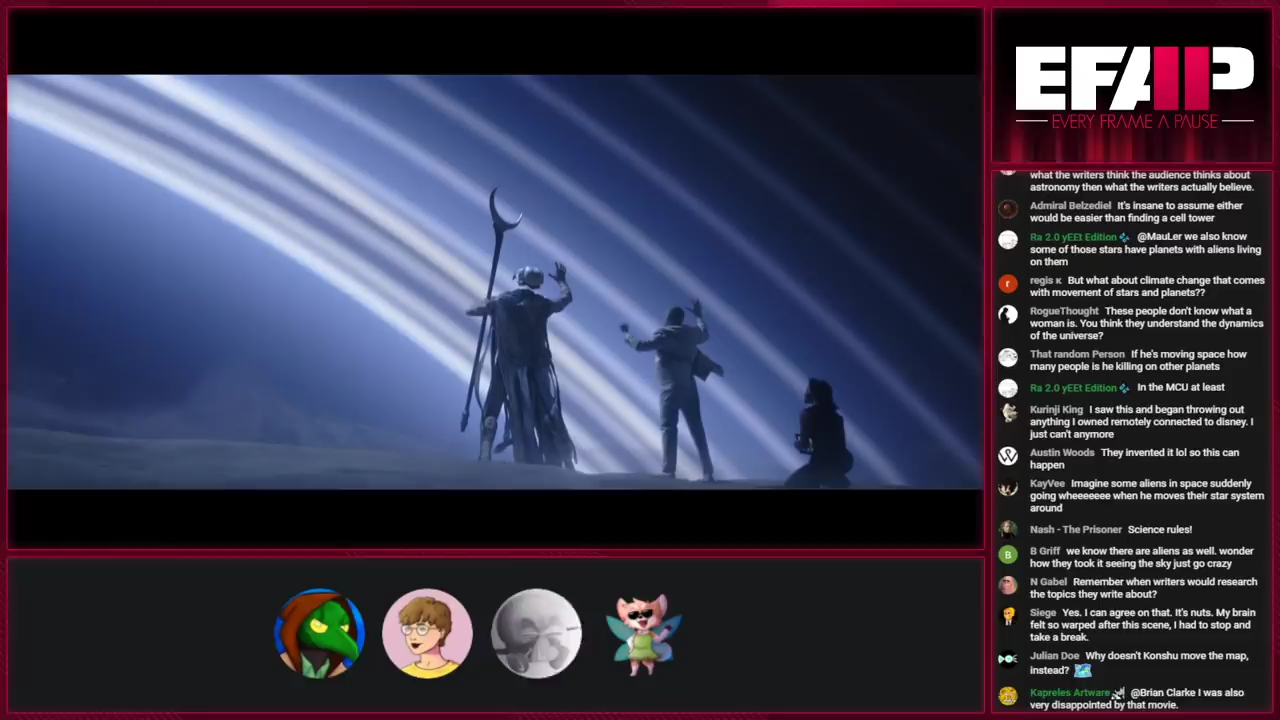 EFAP
EVERY FRAME A PAUSE
what the writers think the audience thinks about
astronomy then what the writers actually believe.
Admiral Belzediel It's insane to assume either
would be easier than finding a cell tower
Ra 2.0 yEEt Edition @MauLer we also know
some of those stars have planets with aliens living
on them
regis к But what about climate change that comes
with movement of stars and planets??
RogueThought These people don't know what a
woman is. You think they understand the dynamics
of the universe?
That random Person If he's moving space how
many people is he killing on other planets
Ra 2.0 yEEt Edition In the MCU at least
Kurinji King I saw this and began throwing out
anything I owned remotely connected to disney. I
just can't anymore
Austin Woods They invented it lol so this can
happen
KayVee Imagine some aliens in space suddenly
going wheeeeeee when he moves their star system
around
Nash - The Prisoner Science rules!
B Griff we know there are aliens as well. wonder
how they took it seeing the sky just go crazy
N Gabel Remember when writers would research
the topics they write about?
Siege Yes. I can agree on that. It's nuts. My brain
felt so warped after this scene, I had to stop and
take a break.
Julian Doe Why doesn't Konshu move the map,
instead?
Kapreles Artware @Brian Clarke I was also
very disappointed by that movie.